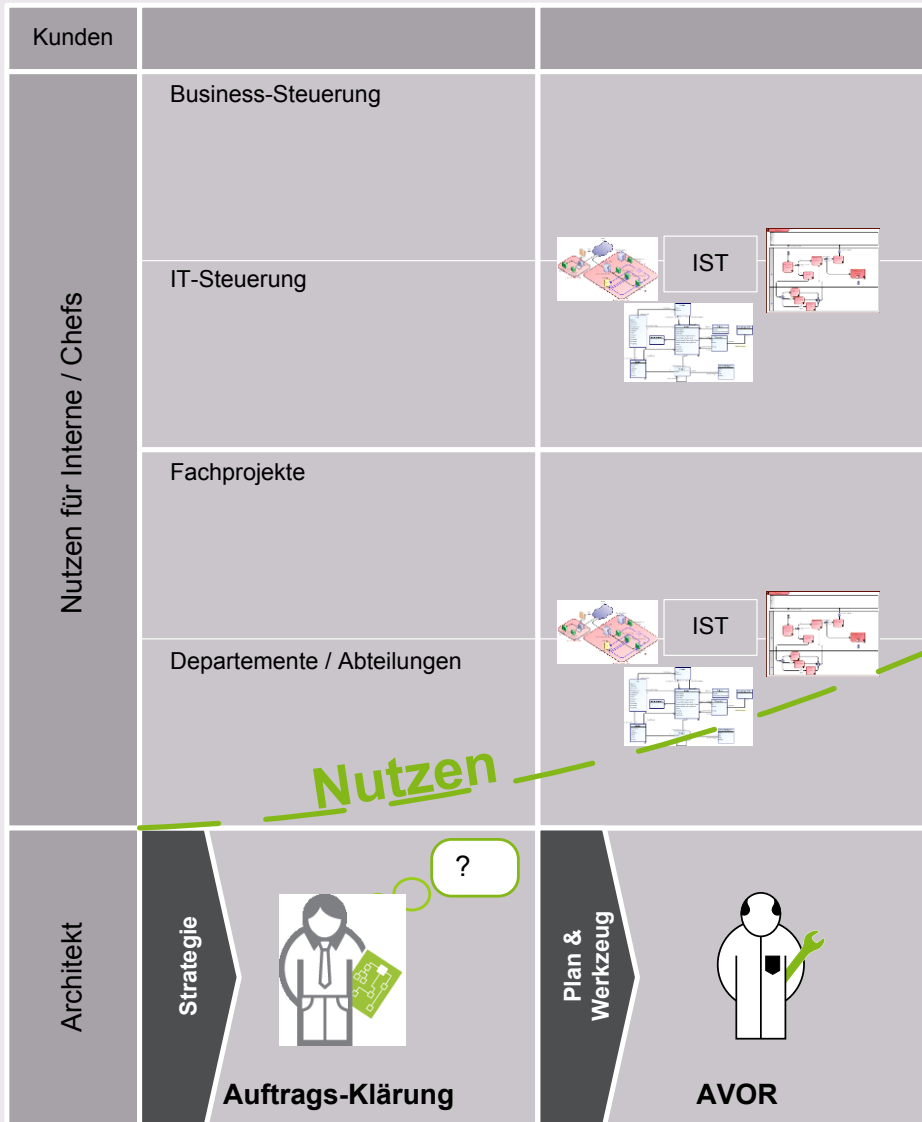 Kunden
Nutzen für Interne / Chefs
Business-Steuerung
IST
IT-Steuerung
Fachprojekte
IST
Departemente / Abteilungen
Nutzen
Architekt
Strategie
?
Auftrags-Klärung
Plan &
Werkzeug
AVOR